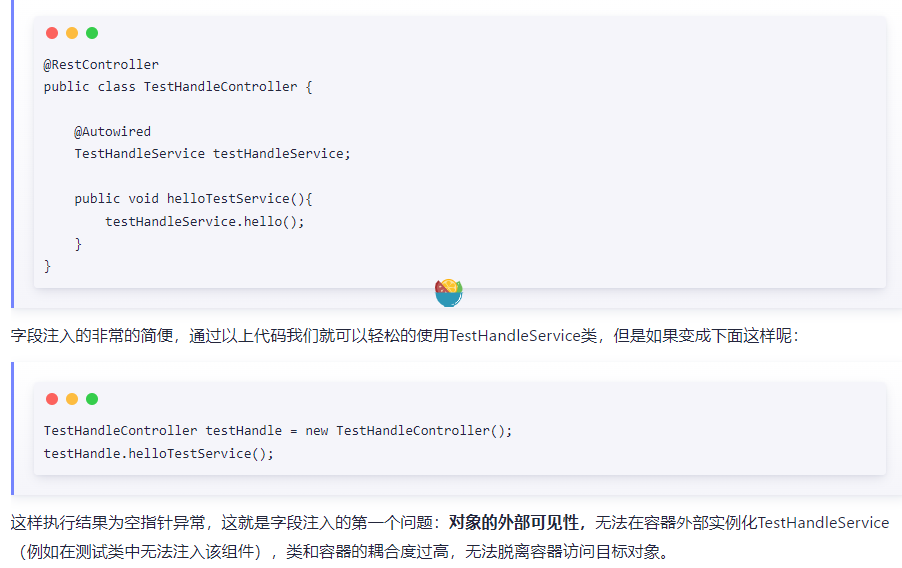 @RestController
public class TestHandleController {
@Autowired
TestHandleService testHandleService;
public void helloTestService(){
testHandleService.hello();
}
}
字段注入的非常的简便，通过以上代码我们就可以轻松的使用TestHandleService类，但是如果变成下面这样呢：
TestHandleController testHandle = new TestHandleController();
testHandle.helloTestService();
这样执行结果为空指针异常，这就是字段注入的第一个问题：对象的外部可见性，无法在容器外部实例化TestHandleService
（例如在测试类中无法注入该组件），类和容器的耦合度过高，无法脱离容器访问目标对象。